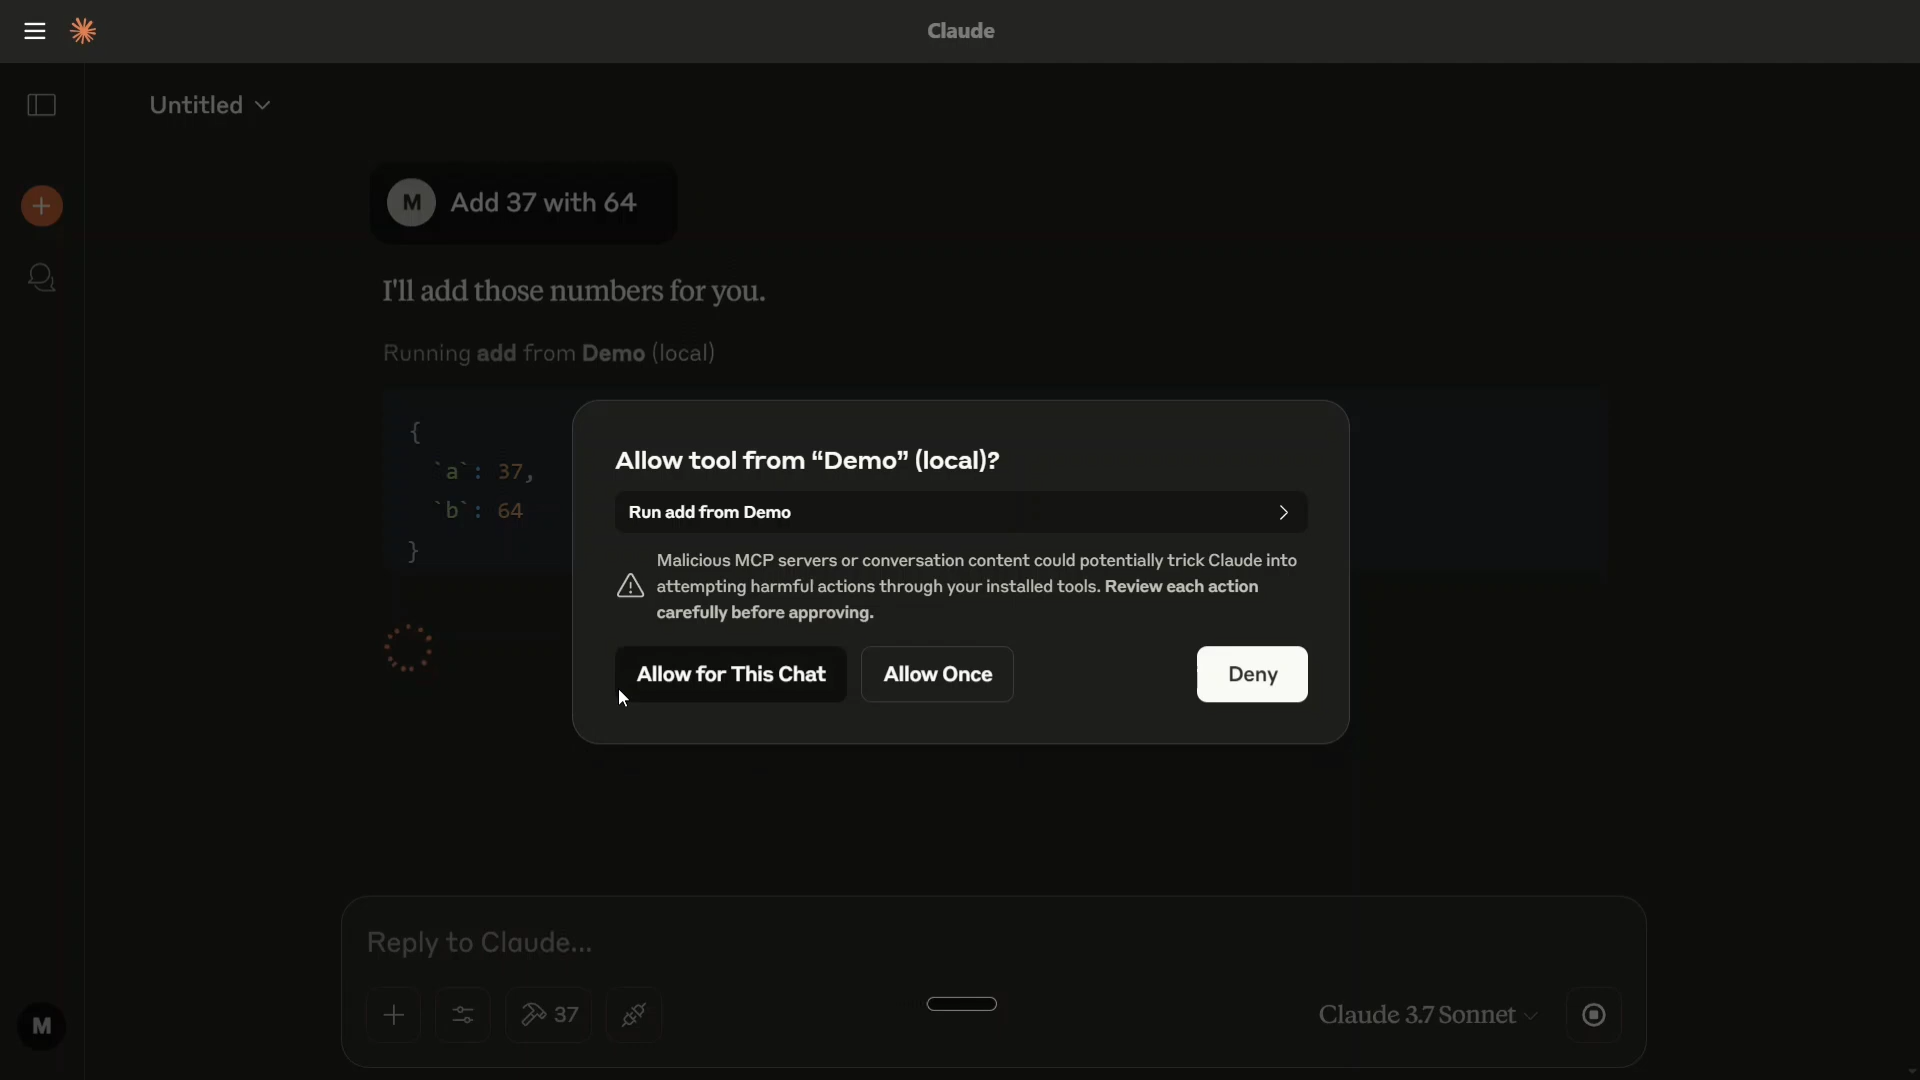 Claude
Untitled
M Add 37 with 64
I'll add those numbers for you.
Running add from Demo (local)
{
`a`: 37,
`b`: 64
}
Allow tool from “Demo” (local)?
Run add from Demo
Malicious MCP servers or conversation content could potentially trick Claude into
attempting harmful actions through your installed tools. Review each action
carefully before approving.
Allow for This Chat
Allow Once
Deny
Reply to Claude...
37
Claude 3.7 Sonnet
M